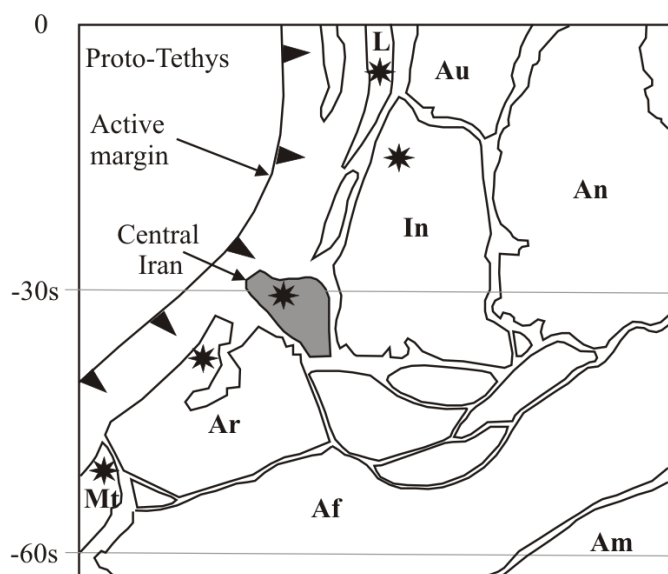 0
L
Proto-Tethys
Au
Active
margin
An
Central
Iran
In
-30s
Ar
Mt
Af
Am
-60s